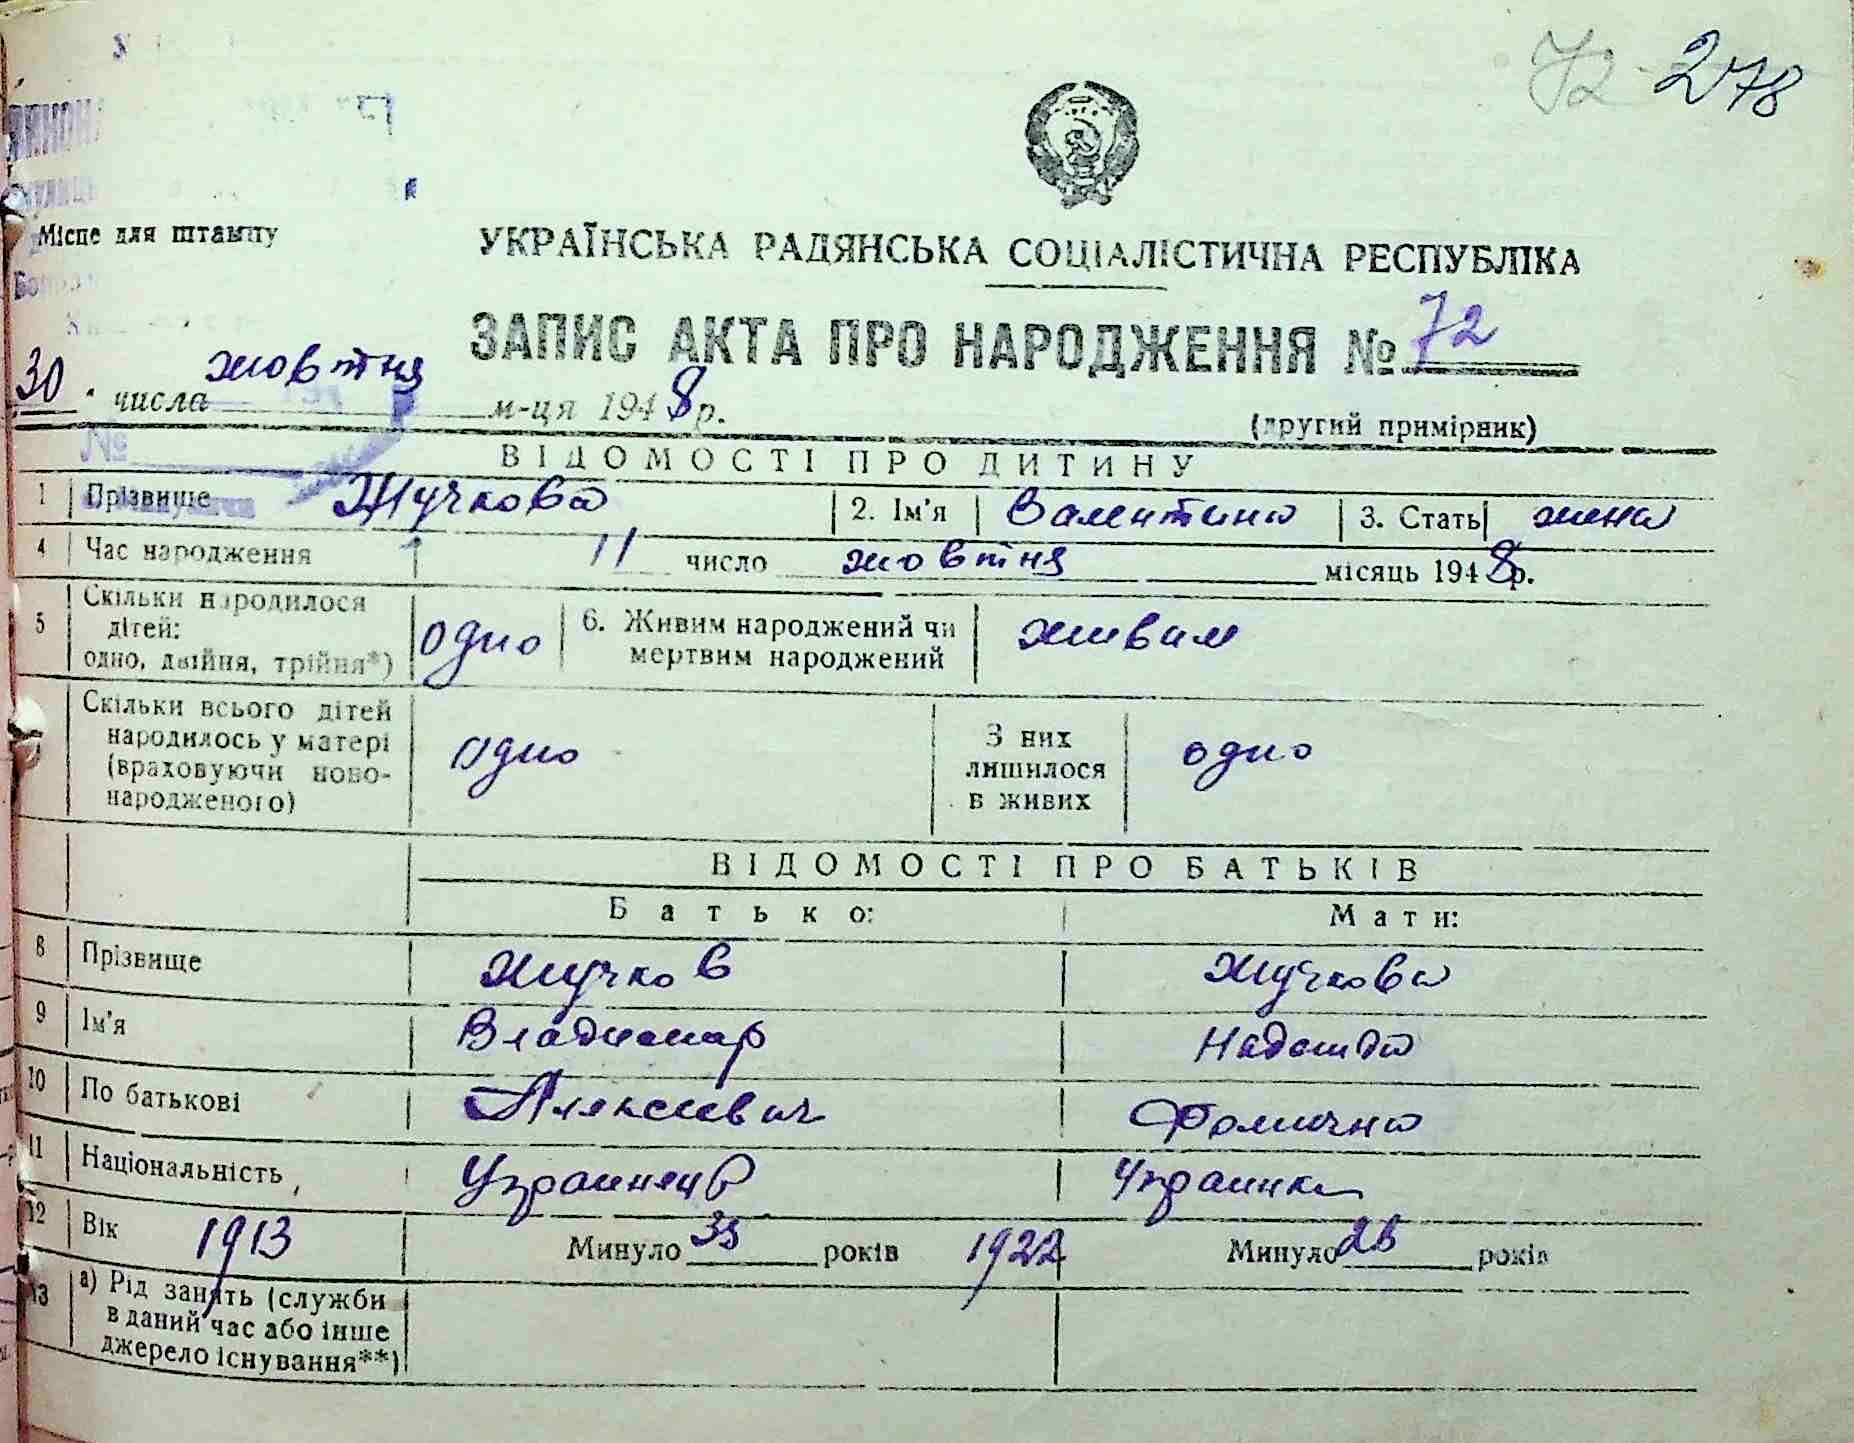 72 278
Місце для штампу
УКРАЇНСЬКА РАДЯНСЬКА СОЦІАЛІСТИЧНА РЕСПУБЛІКА
ЗАПИС АКТА ПРО НАРОДЖЕННЯ № 72
30 числа жовтня м-ця 1948 р.
(другий примірник)
№
ВІДОМОСТІ ПРО ДИТИНУ
1 Прізвище Жучкова 2. Ім'я Валентина 3. Стать жена
4 Час народження 11 число жовтня місяць 1948 р.
5 Скільки народилося дітей: одно, двійня, трійня*) одно 6. Живим народжений чи мертвим народжений живим
Скільки всього дітей народилось у матері (враховуючи новонародженого) одно З них лишилося в живих одно
ВІДОМОСТІ ПРО БАТЬКІВ
Батько: Мати:
8 Прізвище Жучков Жучкова
9 Ім'я Владимир Надежда
10 По батькові Алексеевич Фомична
11 Національність Украинец Украинка
12 Вік 1913 Минуло 35 років 1922 Минуло 26 років
13 а) Рід занять (служби в даний час або інше джерело існування**)